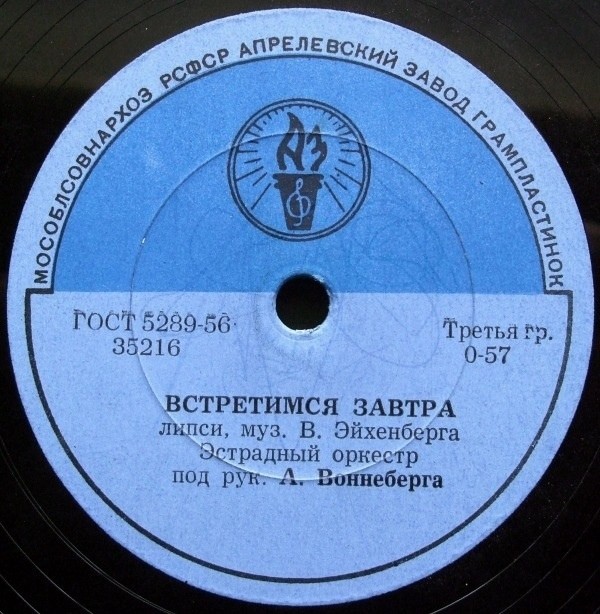 МОСОБЛСОВНАРХОЗ РСФСР АПРЕЛЕВСКИЙ ЗАВОД ГРАМПЛАСТИНОК
АЗ
ГОСТ 5289-56
35216
Третья гр.
0-57
ВСТРЕТИМСЯ ЗАВТРА
липси, муз. В. Эйхенберга
Эстрадный оркестр
под рук. А. Воннеберга